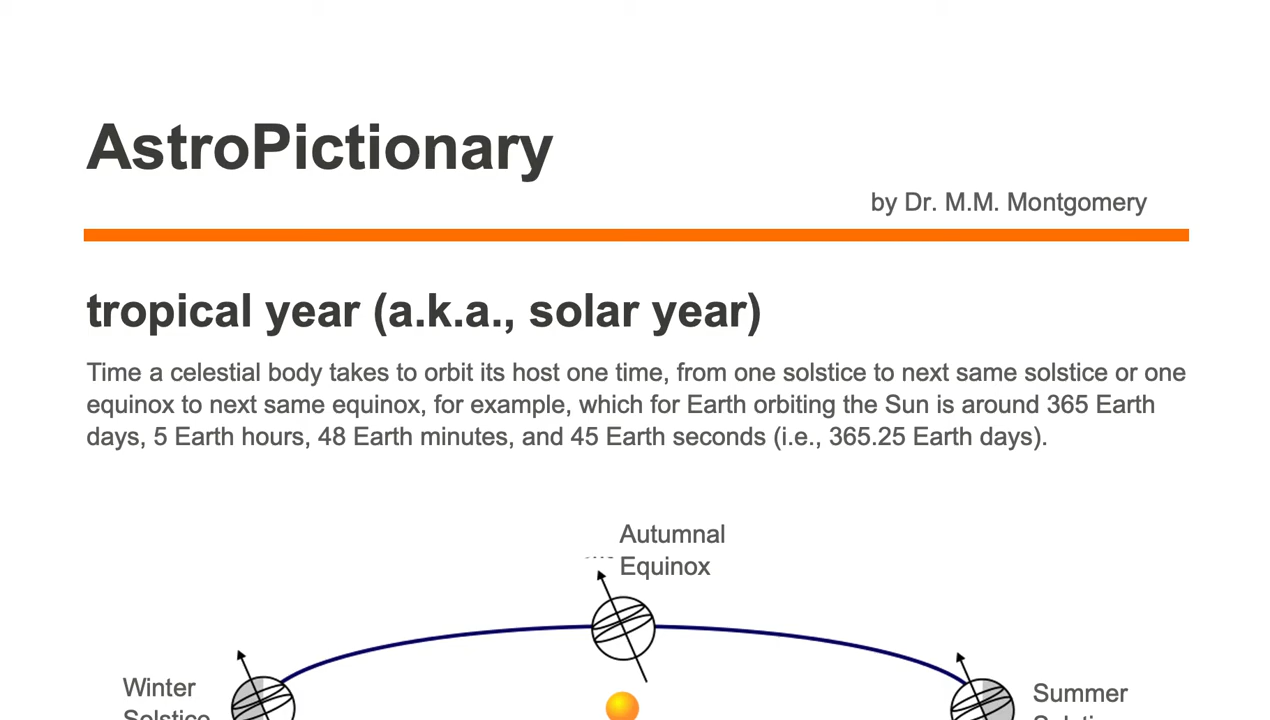 AstroPictionary
by Dr. M.M. Montgomery
tropical year (a.k.a., solar year)
Time a celestial body takes to orbit its host one time, from one solstice to next same solstice or one
equinox to next same equinox, for example, which for Earth orbiting the Sun is around 365 Earth
days, 5 Earth hours, 48 Earth minutes, and 45 Earth seconds (i.e., 365.25 Earth days).
Autumnal
Equinox
Winter
Solstice
Summer